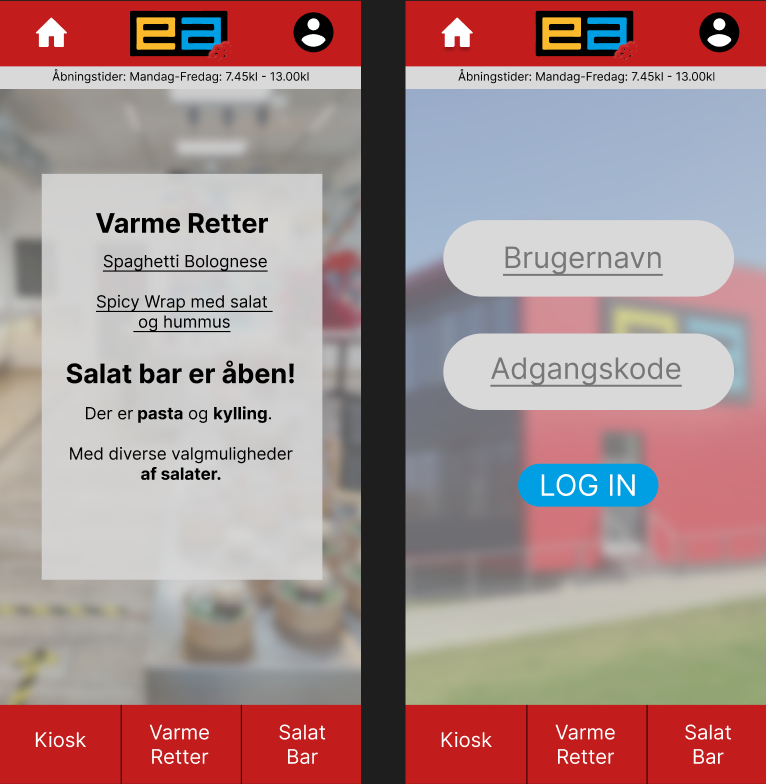 ea
Åbningstider: Mandag-Fredag: 7.45kl - 13.00kl
Varme Retter
Spaghetti Bolognese
Spicy Wrap med salat
og hummus
Salat bar er åben!
Der er pasta og kylling.
Med diverse valgmuligheder
af salater.
Kiosk
Varme
Retter
Salat
Bar
ea
Åbningstider: Mandag-Fredag: 7.45kl - 13.00kl
ea
Brugernavn
Adgangskode
LOG IN
Kiosk
Varme
Retter
Salat
Bar